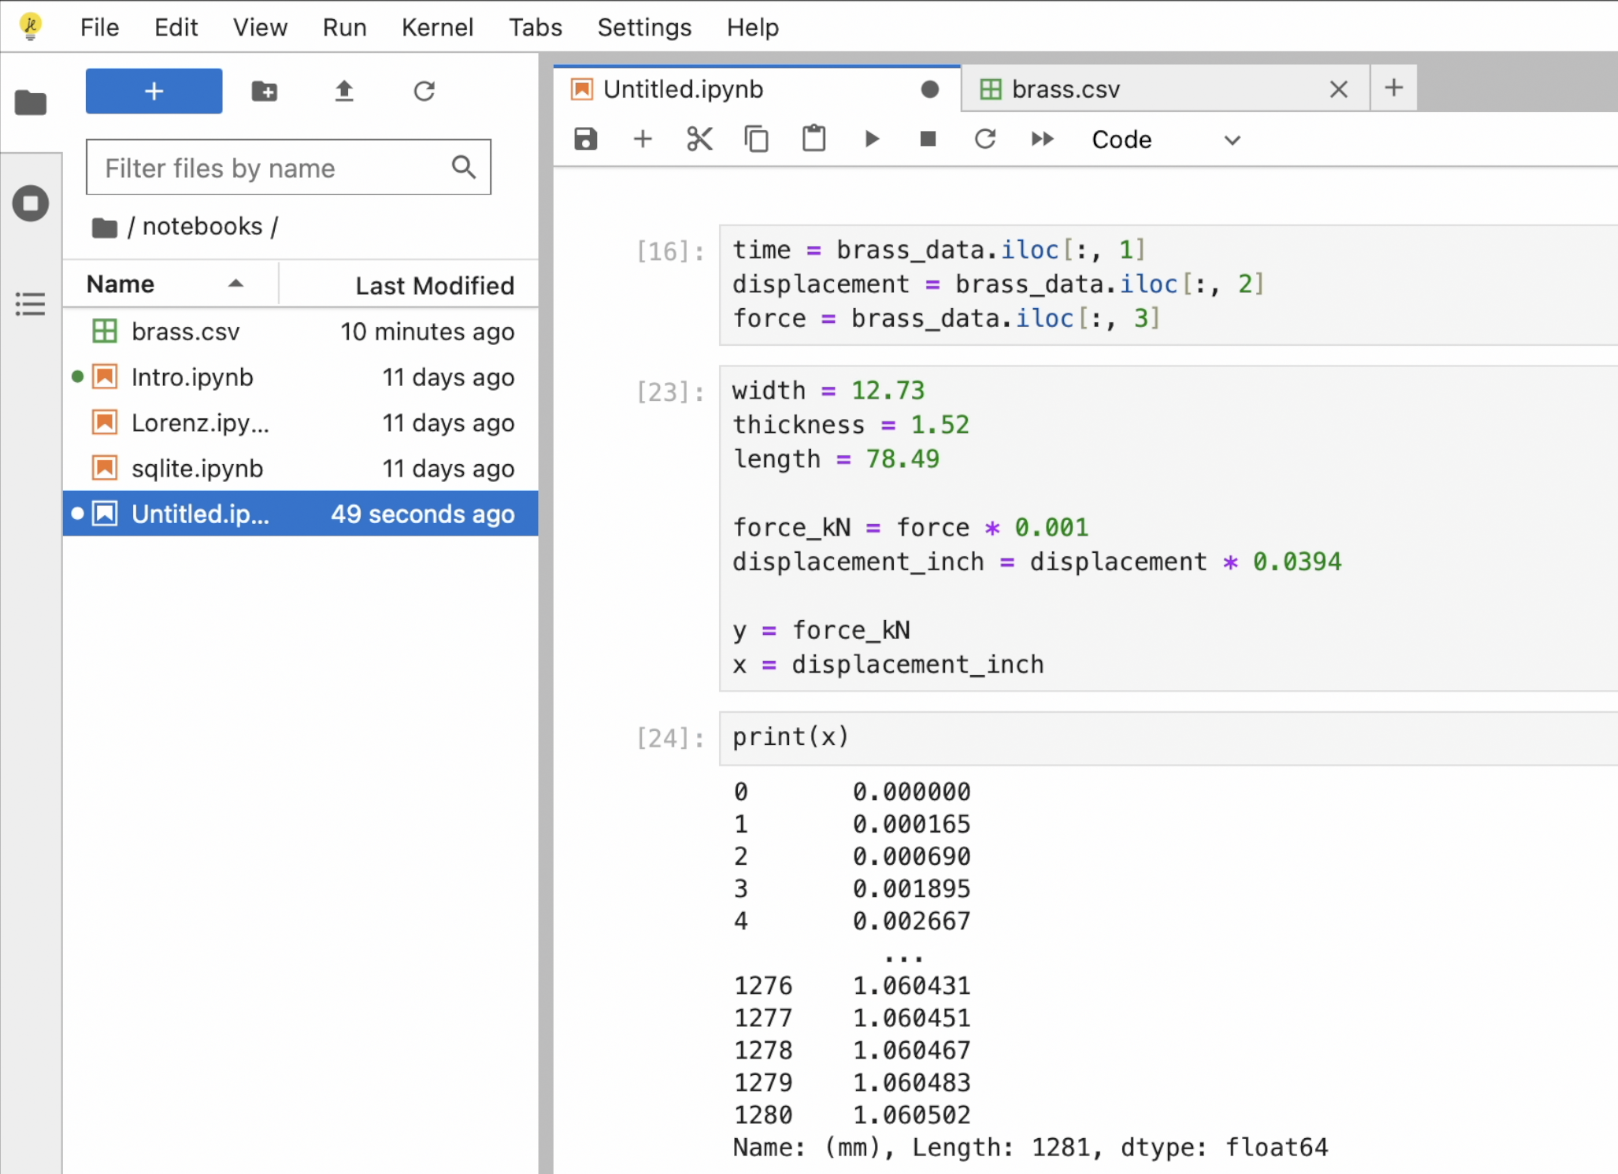 File Edit View Run Kernel Tabs Settings Help
Filter files by name
/ notebooks /
Name Last Modified
brass.csv 10 minutes ago
Intro.ipynb 11 days ago
Lorenz.ipy... 11 days ago
sqlite.ipynb 11 days ago
Untitled.ip... 49 seconds ago
Untitled.ipynb brass.csv
Code
[16]: time = brass_data.iloc[:, 1]
displacement = brass_data.iloc[:, 2]
force = brass_data.iloc[:, 3]
[23]: width = 12.73
thickness = 1.52
length = 78.49
force_kN = force * 0.001
displacement_inch = displacement * 0.0394
y = force_kN
x = displacement_inch
[24]: print(x)
0 0.000000
1 0.000165
2 0.000690
3 0.001895
4 0.002667
...
1276 1.060431
1277 1.060451
1278 1.060467
1279 1.060483
1280 1.060502
Name: (mm), Length: 1281, dtype: float64